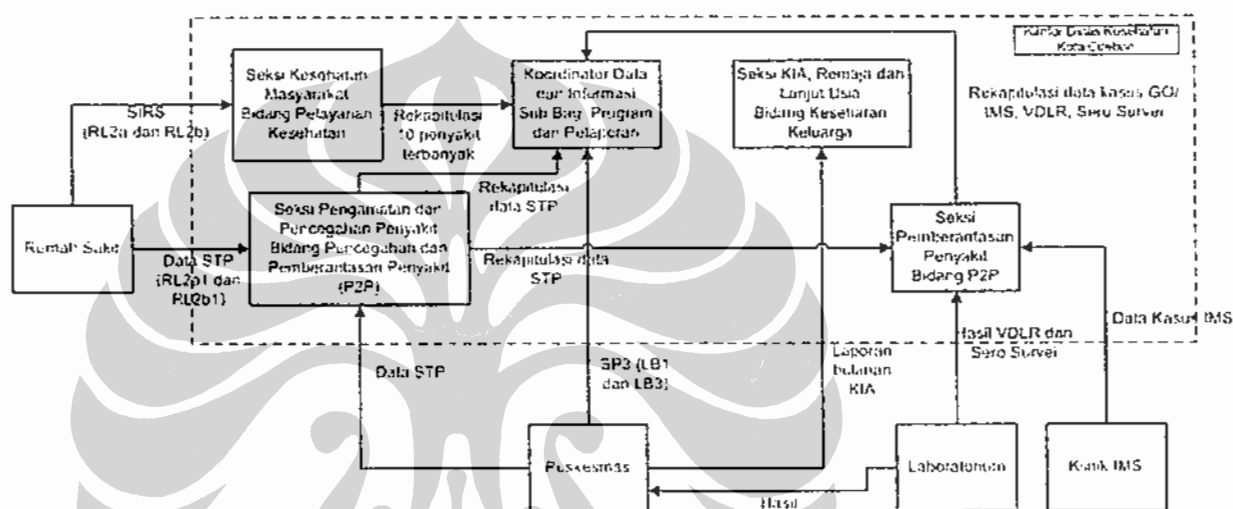 Kantor Dinas Kesehatan
Kota Cirebon
Seksi Kesehatan
Masyarakat
Bidang Pelayanan
Kesehatan
Koordinator Data
dan Informasi
Sub Bag. Program
dan Pelaporan
Seksi KIA, Remaja dan
Lanjut Usia
Bidang Kesehatan
Keluarga
Rekapitulasi data kasus GO/
IMS, VDLR, Sero Survei
SIRS
(RL2a dan RL2b)
Rekapitulasi
10 penyakit
terbanyak
Rekapitulasi
data STP
Rumah Sakit
Data STP
(RL2a1 dan
RL2b1)
Seksi Pengamatan dan
Pencegahan Penyakit
Bidang Pencegahan dan
Pemberantasan Penyakit
(P2P)
Rekapitulasi data
STP
Seksi
Pemberantasan
Penyakit
Bidang P2P
Data STP
SP3 (LB1
dan LB3)
Laporan
bulanan
KIA
Hasil VDLR dan
Sero Survei
Data Kasus IMS
Puskesmas
Laboratorium
Klinik IMS
Hasil